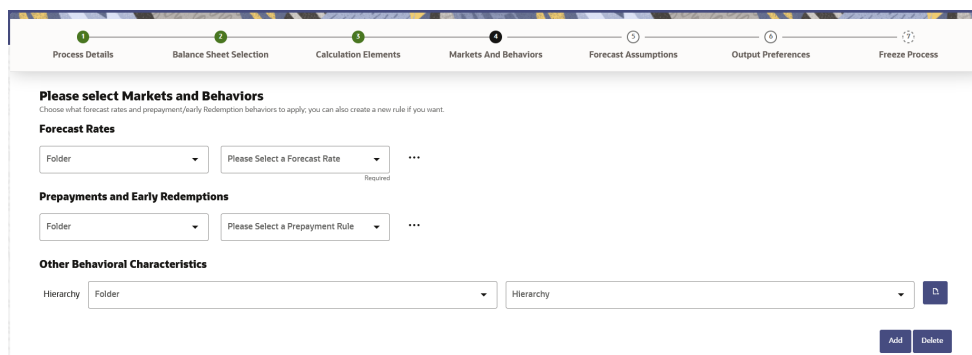 1 2 3 4 5 6 7
Process Details Balance Sheet Selection Calculation Elements Markets And Behaviors Forecast Assumptions Output Preferences Freeze Process
Please select Markets and Behaviors
Choose what forecast rates and prepayment/early Redemption behaviors to apply; you can also create a new rule if you want.
Forecast Rates
Folder Please Select a Forecast Rate ...
Required
Prepayments and Early Redemptions
Folder Please Select a Prepayment Rule ...
Other Behavioral Characteristics
Hierarchy Folder Hierarchy
Add Delete